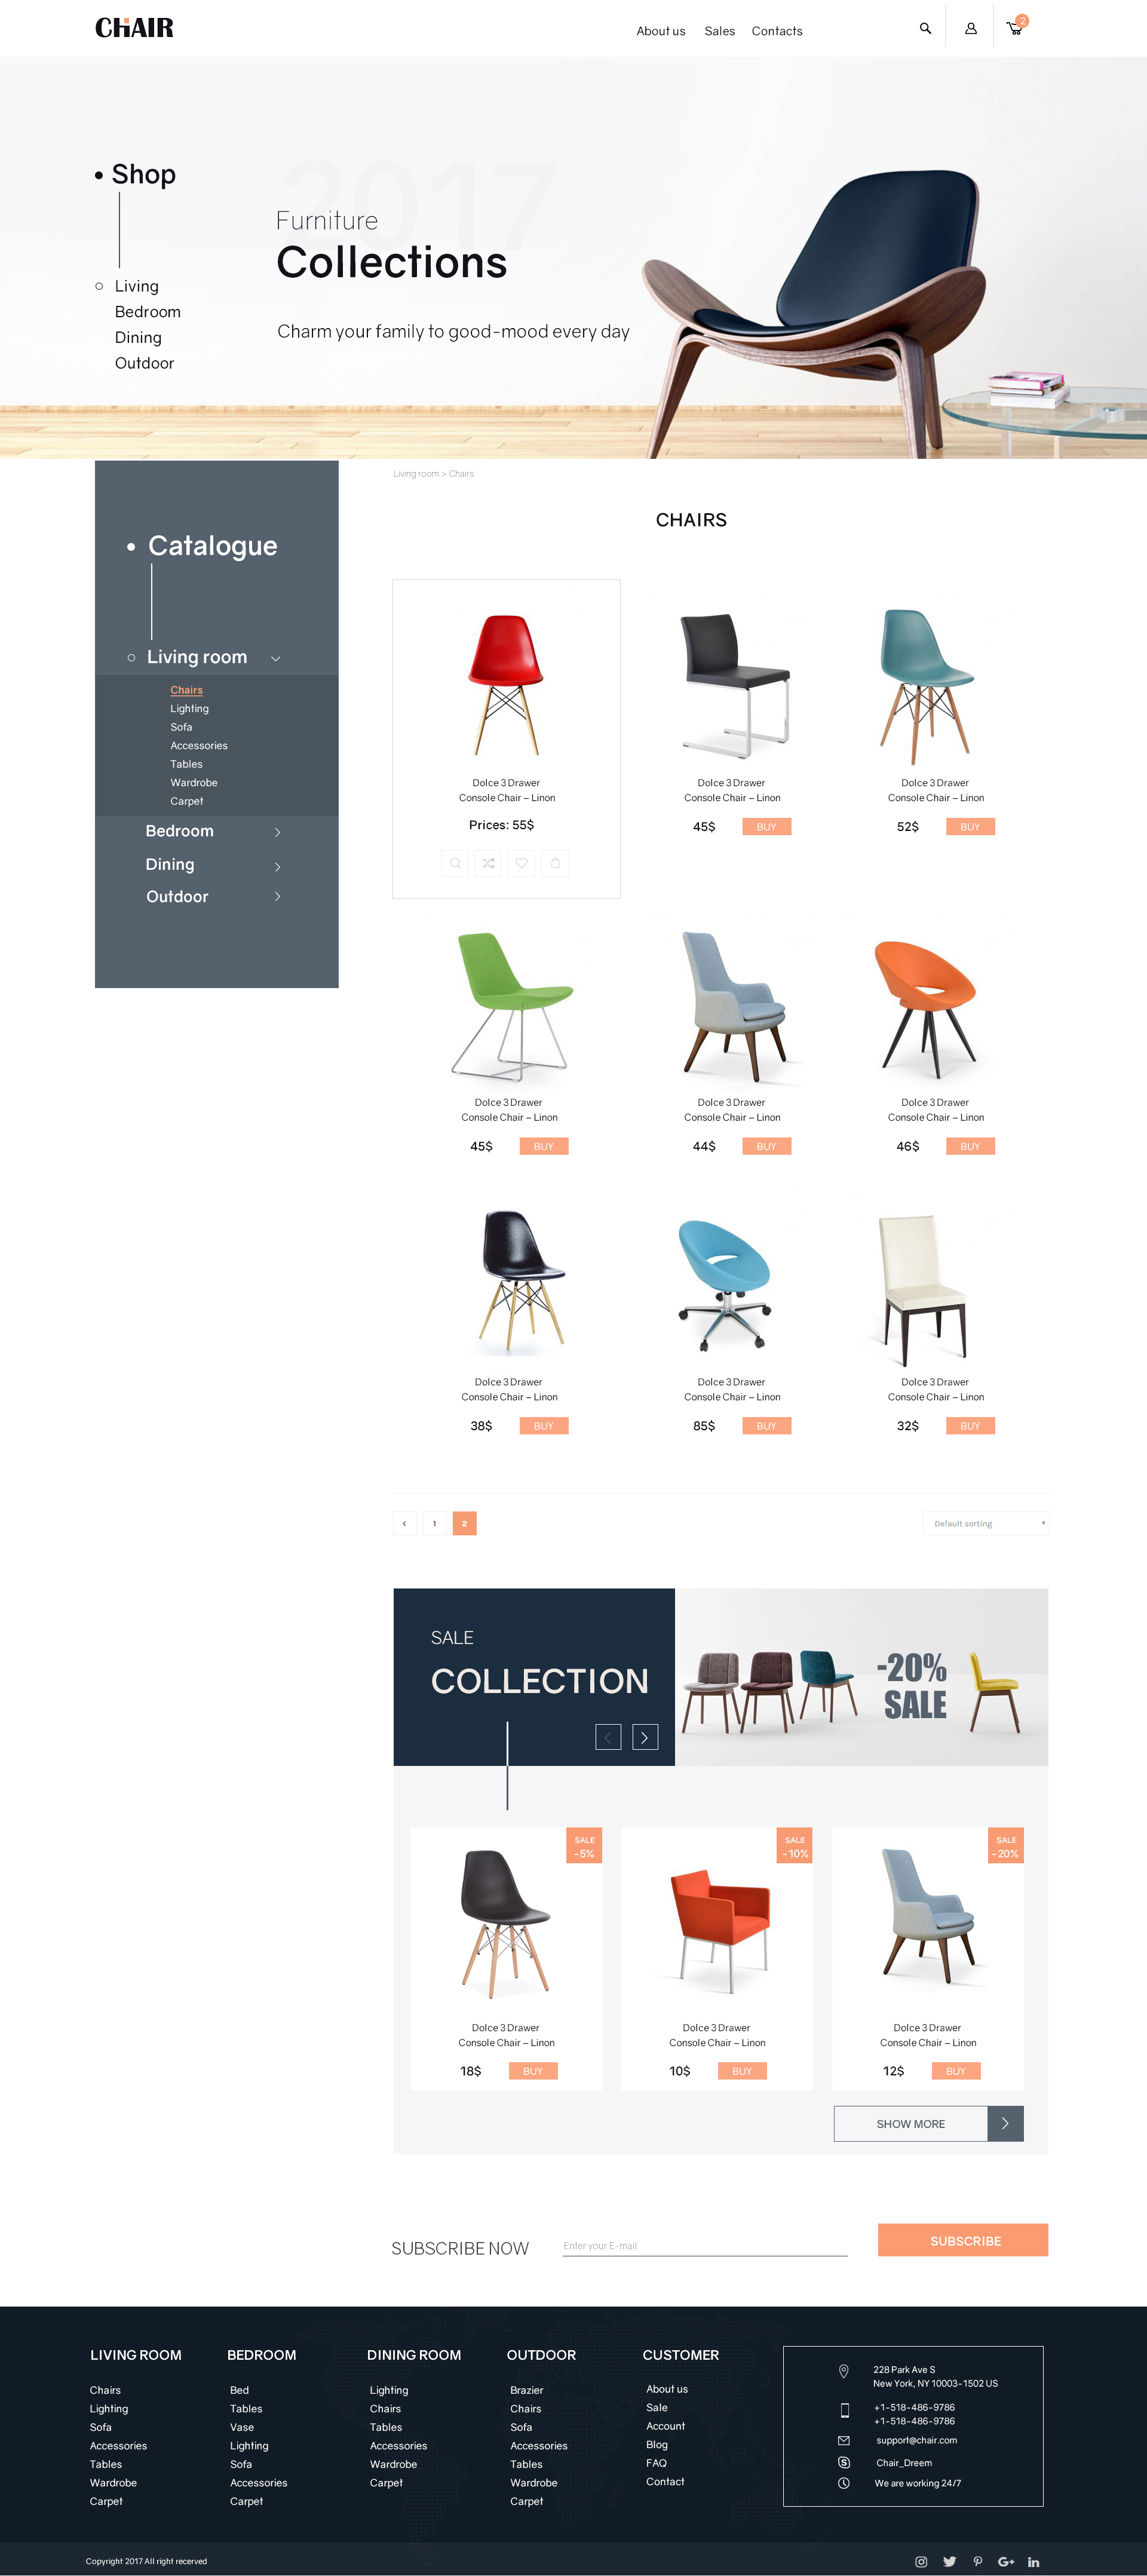 CHAIR
About us Sales Contacts
2
Shop
2017
Furniture
Collections
Living
Bedroom
Dining
Outdoor
Charm your family to good-mood every day
Living room > Chairs
Catalogue
Living room
Chairs
Lighting
Sofa
Accessories
Tables
Wardrobe
Carpet
Bedroom
Dining
Outdoor
CHAIRS
Dolce 3 Drawer
Console Chair – Linon
Prices: 55$
Dolce 3 Drawer
Console Chair – Linon
45$ BUY
Dolce 3 Drawer
Console Chair – Linon
52$ BUY
Dolce 3 Drawer
Console Chair – Linon
45$ BUY
Dolce 3 Drawer
Console Chair – Linon
44$ BUY
Dolce 3 Drawer
Console Chair – Linon
46$ BUY
Dolce 3 Drawer
Console Chair – Linon
38$ BUY
Dolce 3 Drawer
Console Chair – Linon
85$ BUY
Dolce 3 Drawer
Console Chair – Linon
32$ BUY
< 1 2
Default sorting
SALE
COLLECTION
-20%
SALE
SALE
-5%
Dolce 3 Drawer
Console Chair – Linon
18$ BUY
SALE
-10%
Dolce 3 Drawer
Console Chair – Linon
10$ BUY
SALE
-20%
Dolce 3 Drawer
Console Chair – Linon
12$ BUY
SHOW MORE
SUBSCRIBE NOW
Enter your E-mail
SUBSCRIBE
LIVING ROOM
Chairs
Lighting
Sofa
Accessories
Tables
Wardrobe
Carpet
BEDROOM
Bed
Tables
Vase
Lighting
Sofa
Accessories
Carpet
DINING ROOM
Lighting
Chairs
Tables
Accessories
Wardrobe
Carpet
OUTDOOR
Brazier
Chairs
Sofa
Accessories
Tables
Wardrobe
Carpet
CUSTOMER
About us
Sale
Account
Blog
FAQ
Contact
228 Park Ave S
New York, NY 10003-1502 US
+1-518-486-9786
+1-518-486-9786
support@chair.com
Chair_Dreem
We are working 24/7
Copyright 2017 All right recerved